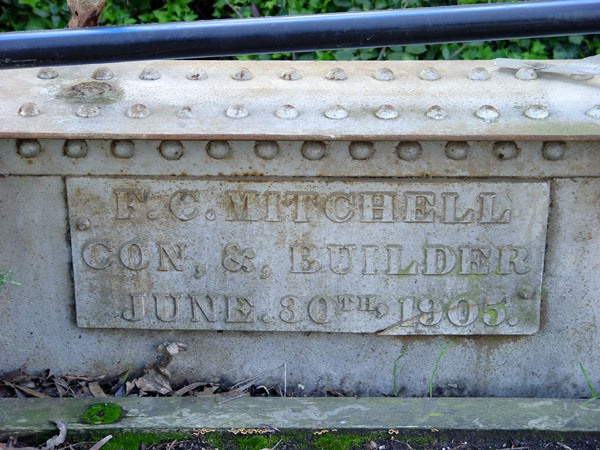 F. C. MITCHELL
CON, &, BUILDER
JUNE. 30TH, 1905.